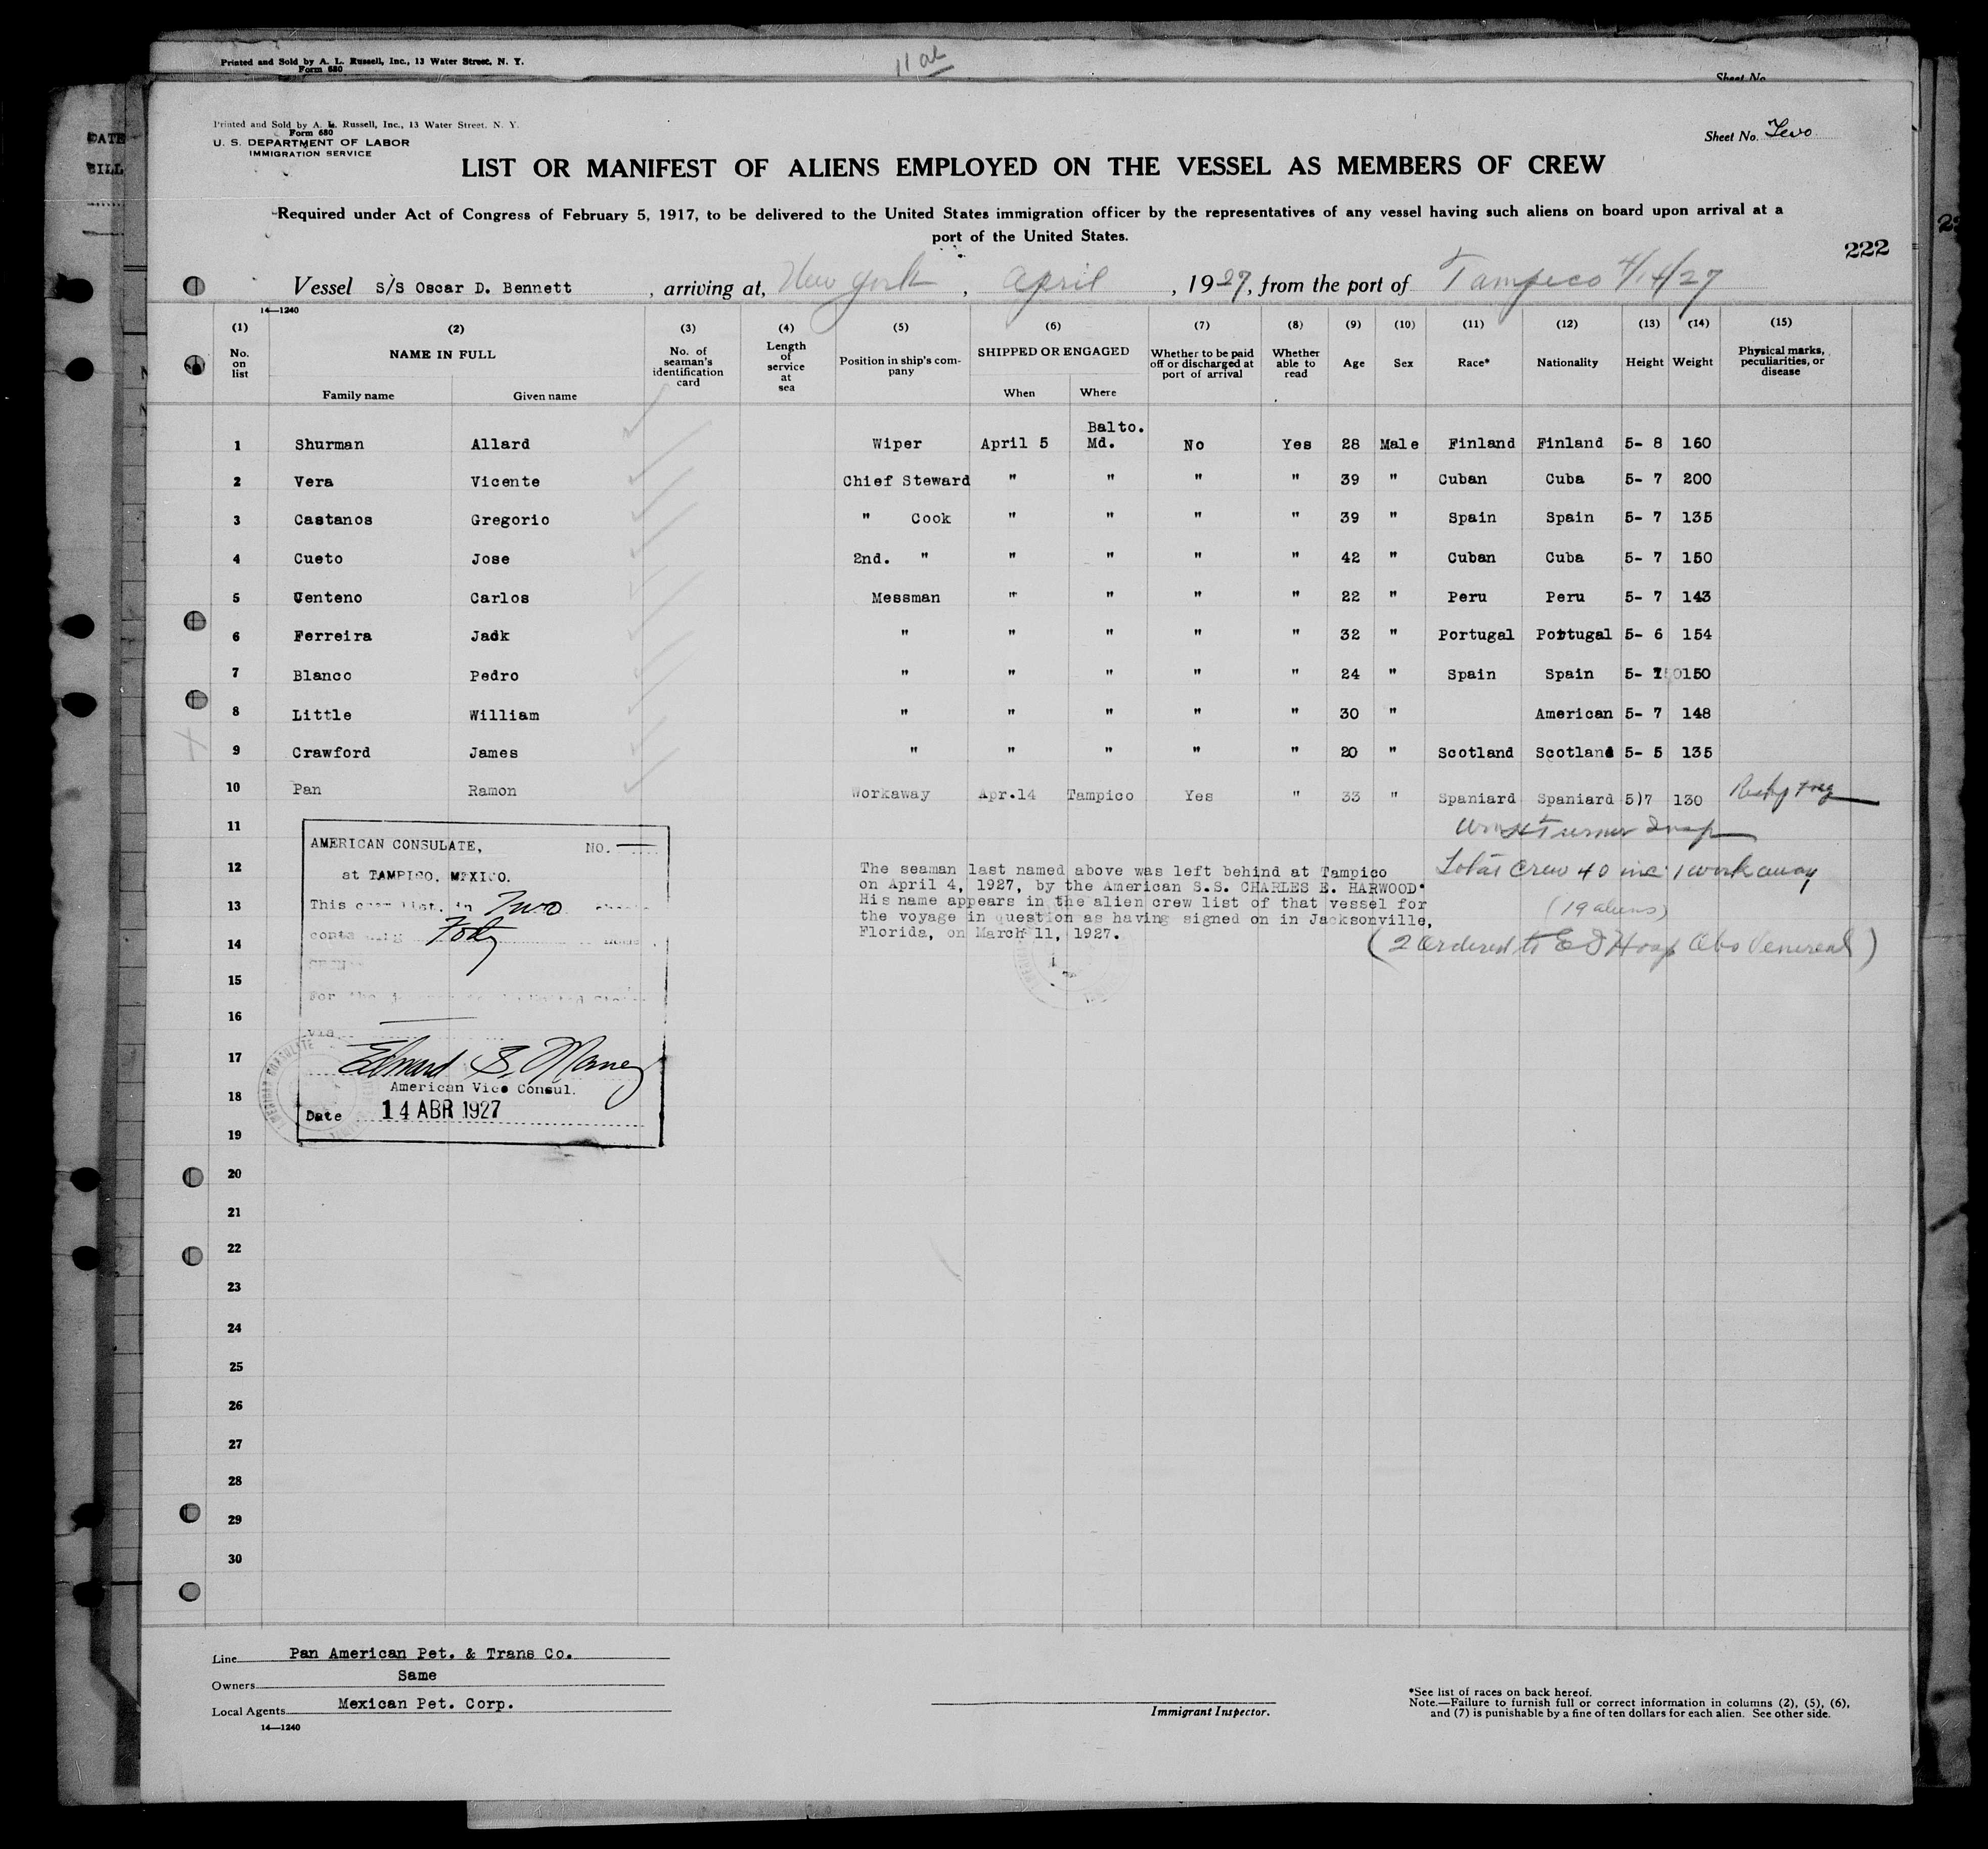 Printed and Sold by A. L. Russell, Inc., 13 Water Street, N. Y.
Form 680
Sheet No.
DATE
BILL
Printed and Sold by A. L. Russell, Inc., 13 Water Street, N. Y.
Form 680
U. S. DEPARTMENT OF LABOR
IMMIGRATION SERVICE
Sheet No. Two
LIST OR MANIFEST OF ALIENS EMPLOYED ON THE VESSEL AS MEMBERS OF CREW
Required under Act of Congress of February 5, 1917, to be delivered to the United States immigration officer by the representatives of any vessel having such aliens on board upon arrival at a
port of the United States.
222
Vessel S/S Oscar D. Bennett, arriving at, New York, April, 1927, from the port of Tampico 4/14/27
14—1240
(1) (2) (3) (4) (5) (6) (7) (8) (9) (10) (11) (12) (13) (14) (15)
No. on list
NAME IN FULL
Family name Given name
No. of seaman's identification card
Length of service at sea
Position in ship's company
SHIPPED OR ENGAGED
When Where
Whether to be paid off or discharged at port of arrival
Whether able to read
Age Sex Race* Nationality Height Weight
Physical marks, peculiarities, or disease
1 Shurman Allard Wiper April 5 Balto. Md. No Yes 28 Male Finland Finland 5- 8 160
2 Vera Vicente Chief Steward " " " " 39 " Cuban Cuba 5- 7 200
3 Castanos Gregorio " Cook " " " " 39 " Spain Spain 5- 7 135
4 Cueto Jose 2nd. " " " " " 42 " Cuban Cuba 5- 7 150
5 Centeno Carlos Messman " " " " 22 " Peru Peru 5- 7 143
6 Ferreira Jadk " " " " " 32 " Portugal Portugal 5- 6 154
7 Blanco Pedro " " " " " 24 " Spain Spain 5- 7 150
8 Little William " " " " " 30 " American 5- 7 148
9 Crawford James " " " " " 20 " Scotland Scotland 5- 5 135
10 Pan Ramon Workaway Apr.14 Tampico Yes " 33 " Spaniard Spaniard 5)7 130
11
12
13
14
15
16
17
18
19
20
21
22
23
24
25
26
27
28
29
30
AMERICAN CONSULATE, NO.
at TAMPICO, MEXICO.
This crew list, in Two
Forty
For the
via
Edward S. Maney
American Vice Consul.
Date 14 ABR 1927
The seaman last named above was left behind at Tampico
on April 4, 1927, by the American S.S. CHARLES E. HARWOOD.
His name appears in the alien crew list of that vessel for
the voyage in question as having signed on in Jacksonville,
Florida, on March 11, 1927.
Turner Insp
Total Crew 40 inc 1 workaway
(19 aliens)
(2 ordered to E I Hosp Obs Venereal)
Line Pan American Pet. & Trans Co.
Owners Same
Local Agents Mexican Pet. Corp.
14—1240
Immigrant Inspector.
*See list of races on back hereof.
Note.—Failure to furnish full or correct information in columns (2), (5), (6),
and (7) is punishable by a fine of ten dollars for each alien. See other side.